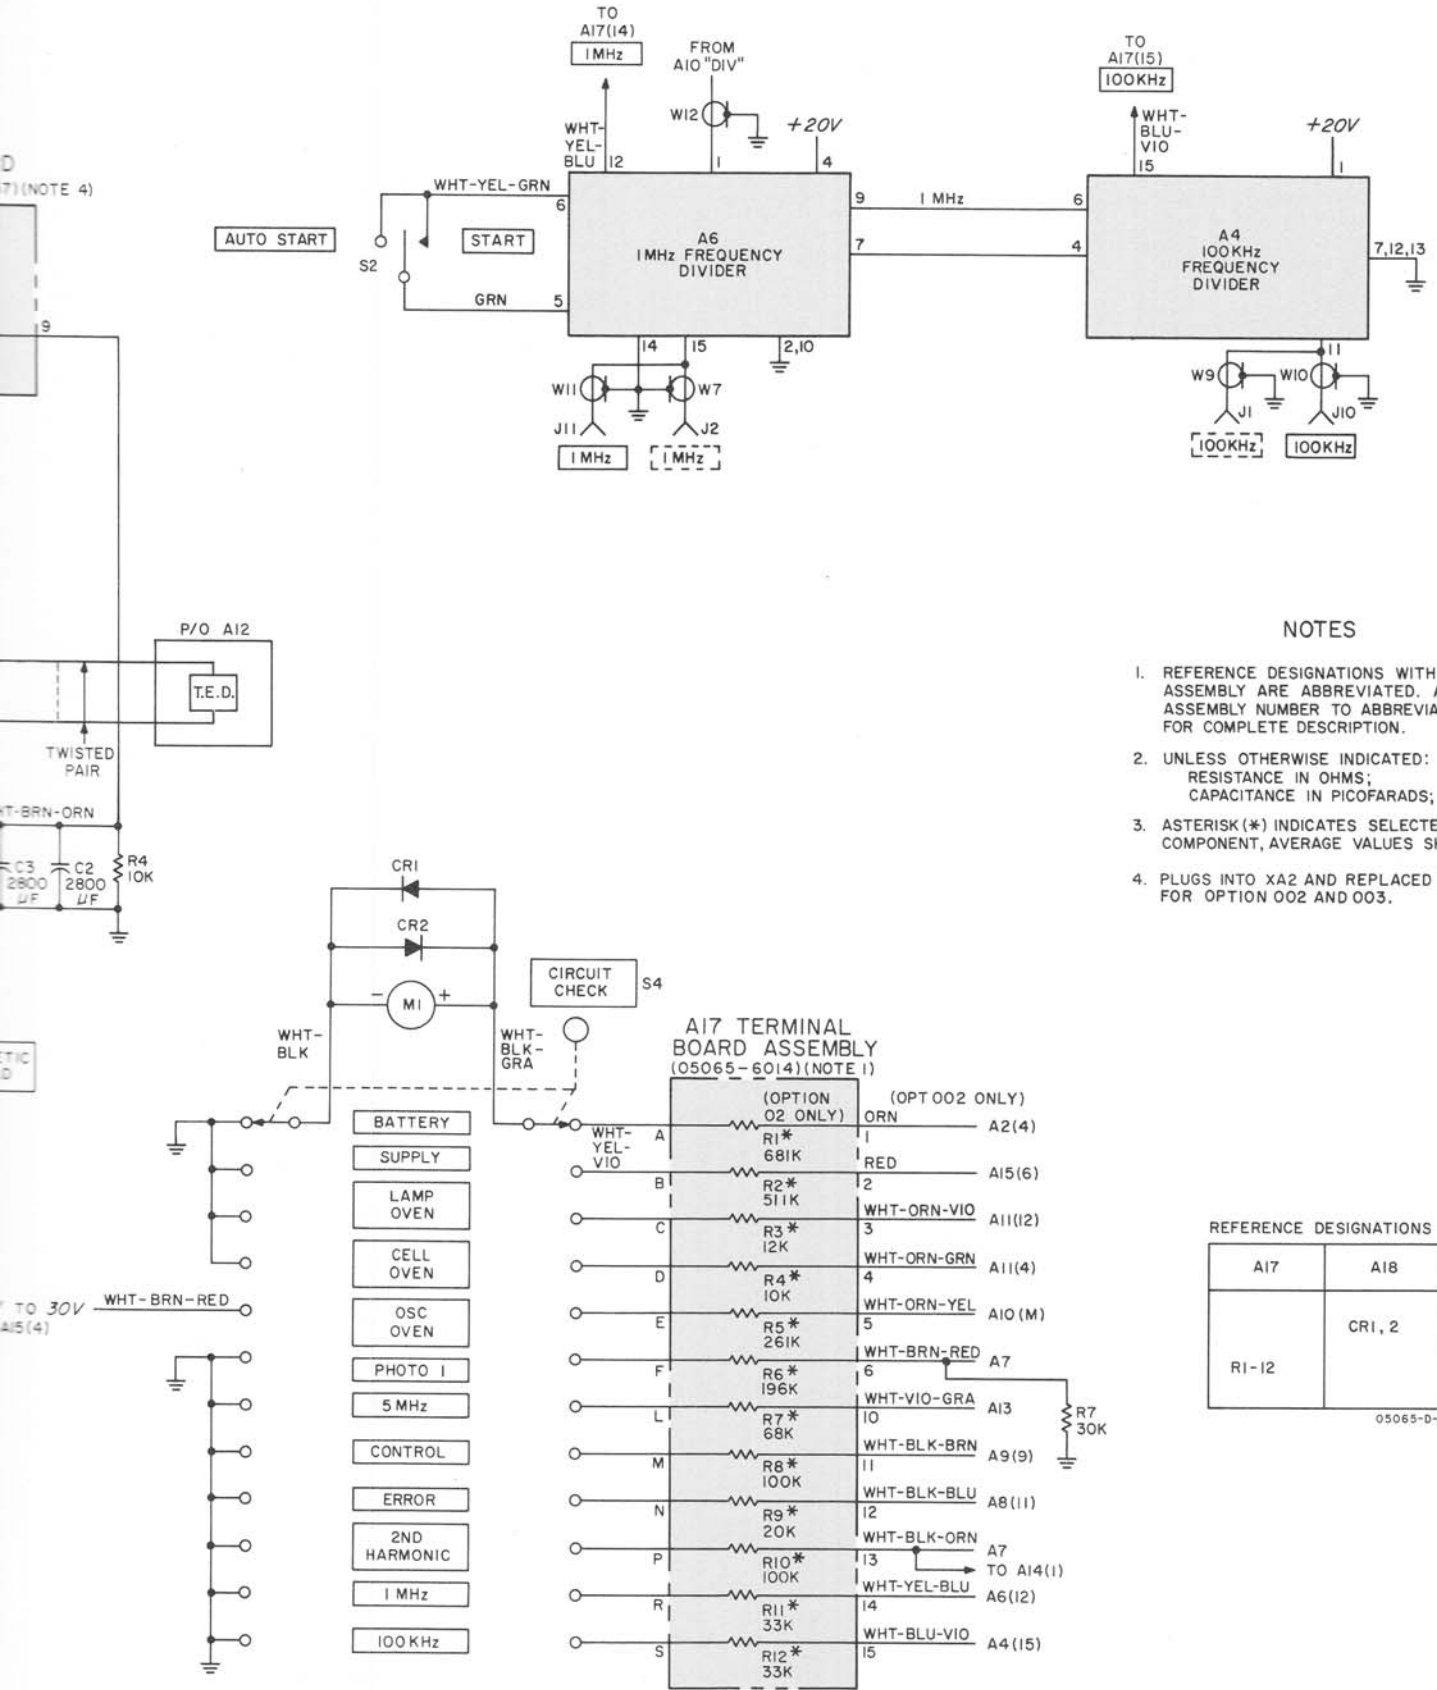 TO
A17(14)
1MHz
FROM
A10 "DIV"
W12
+20V
WHT-
YEL-
BLU
12
1
4
TO
A17(15)
100KHz
WHT-
BLU-
VIO
15
+20V
1
(NOTE 4)
9
AUTO START
S2
START
WHT-YEL-GRN
6
GRN
5
A6
1MHz FREQUENCY
DIVIDER
9
1 MHz
6
7
4
A4
100KHz
FREQUENCY
DIVIDER
7,12,13
14
15
2,10
W11
W7
J11
J2
1 MHz
1 MHz
11
W9
W10
J1
J10
100KHz
100KHz
P/O A12
T.E.D.
TWISTED
PAIR
HT-BRN-ORN
C3
2800
µF
C2
2800
µF
R4
10K
NOTES
1. REFERENCE DESIGNATIONS WITH
ASSEMBLY ARE ABBREVIATED.
ASSEMBLY NUMBER TO ABBREVIA
FOR COMPLETE DESCRIPTION.
2. UNLESS OTHERWISE INDICATED:
RESISTANCE IN OHMS;
CAPACITANCE IN PICOFARADS;
3. ASTERISK (*) INDICATES SELECTE
COMPONENT, AVERAGE VALUES S
4. PLUGS INTO XA2 AND REPLACED
FOR OPTION 002 AND 003.
CR1
CR2
- M1 +
WHT-
BLK
WHT-
BLK-
GRA
CIRCUIT
CHECK
S4
A17 TERMINAL
BOARD ASSEMBLY
(05065-6014)(NOTE 1)
(OPTION
02 ONLY)
(OPT 002 ONLY)
ETIC
D
BATTERY
WHT-
YEL-
VIO
A
R1*
681K
ORN
1
A2(4)
SUPPLY
B
R2*
511K
RED
2
A15(6)
LAMP
OVEN
C
R3*
12K
WHT-ORN-VIO
3
A11(12)
CELL
OVEN
D
R4*
10K
WHT-ORN-GRN
4
A11(4)
TO 30V
A15(4)
WHT-BRN-RED
OSC
OVEN
E
R5*
261K
WHT-ORN-YEL
5
A10(M)
PHOTO I
F
R6*
196K
WHT-BRN-RED
6
A7
R7
30K
5 MHz
L
R7*
68K
WHT-VIO-GRA
10
A13
CONTROL
M
R8*
100K
WHT-BLK-BRN
11
A9(9)
ERROR
N
R9*
20K
WHT-BLK-BLU
12
A8(11)
2ND
HARMONIC
P
R10*
100K
WHT-BLK-ORN
13
A7
TO A14(1)
1 MHz
R
R11*
33K
WHT-YEL-BLU
14
A6(12)
100KHz
S
R12*
33K
WHT-BLU-VIO
15
A4(15)
REFERENCE DESIGNATIONS
A17
A18
R1-12
CR1, 2
05065-D-